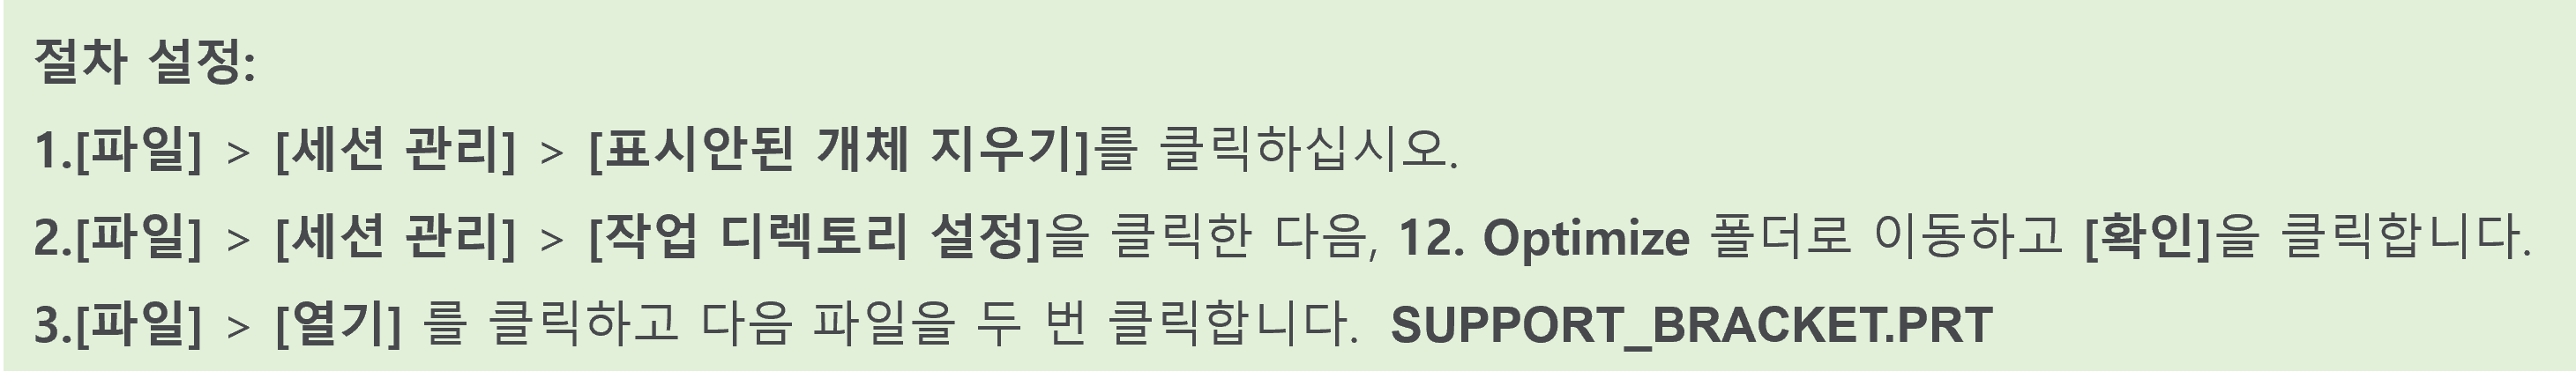 절차 설정:
1.[파일] > [세션 관리] > [표시안된 개체 지우기]를 클릭하십시오.
2.[파일] > [세션 관리] > [작업 디렉토리 설정]을 클릭한 다음, 12. Optimize 폴더로 이동하고 [확인]을 클릭합니다.
3.[파일] > [열기] 를 클릭하고 다음 파일을 두 번 클릭합니다. SUPPORT_BRACKET.PRT